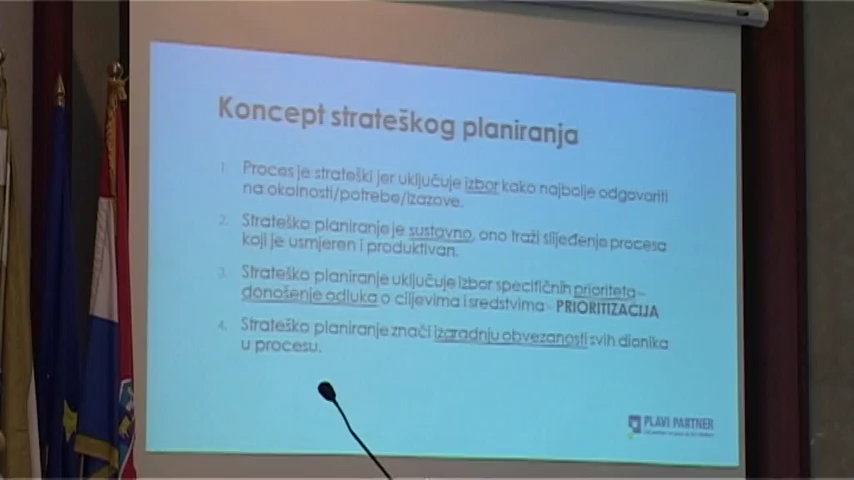 Koncept strateškog planiranja
1. Proces je strateški jer uključuje izbor kako najbolje odgovoriti
na okolnosti/potrebe/izazove.
2. Strateško planiranje je sustavno, ono traži slijeđenje procesa
koji je usmjeren i produktivan.
3. Strateško planiranje uključuje izbor specifičnih prioriteta –
donošenje odluka o ciljevima i sredstvima - PRIORITIZACIJA
4. Strateško planiranje znači izgradnju obvezanosti svih dionika
u procesu.
PLAVI PARTNER